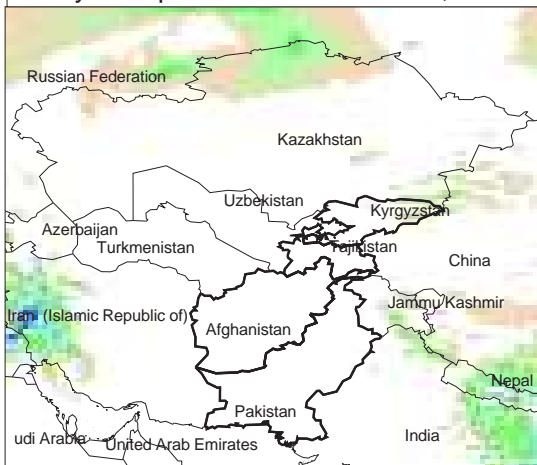 Russian Federation
Kazakhstan
Uzbekistan
Kyrgyzstan
Azerbaijan
Turkmenistan
Tajikistan
China
Jammu Kashmir
Iran (Islamic Republic of)
Afghanistan
Nepal
Pakistan
udi Arabia
United Arab Emirates
India